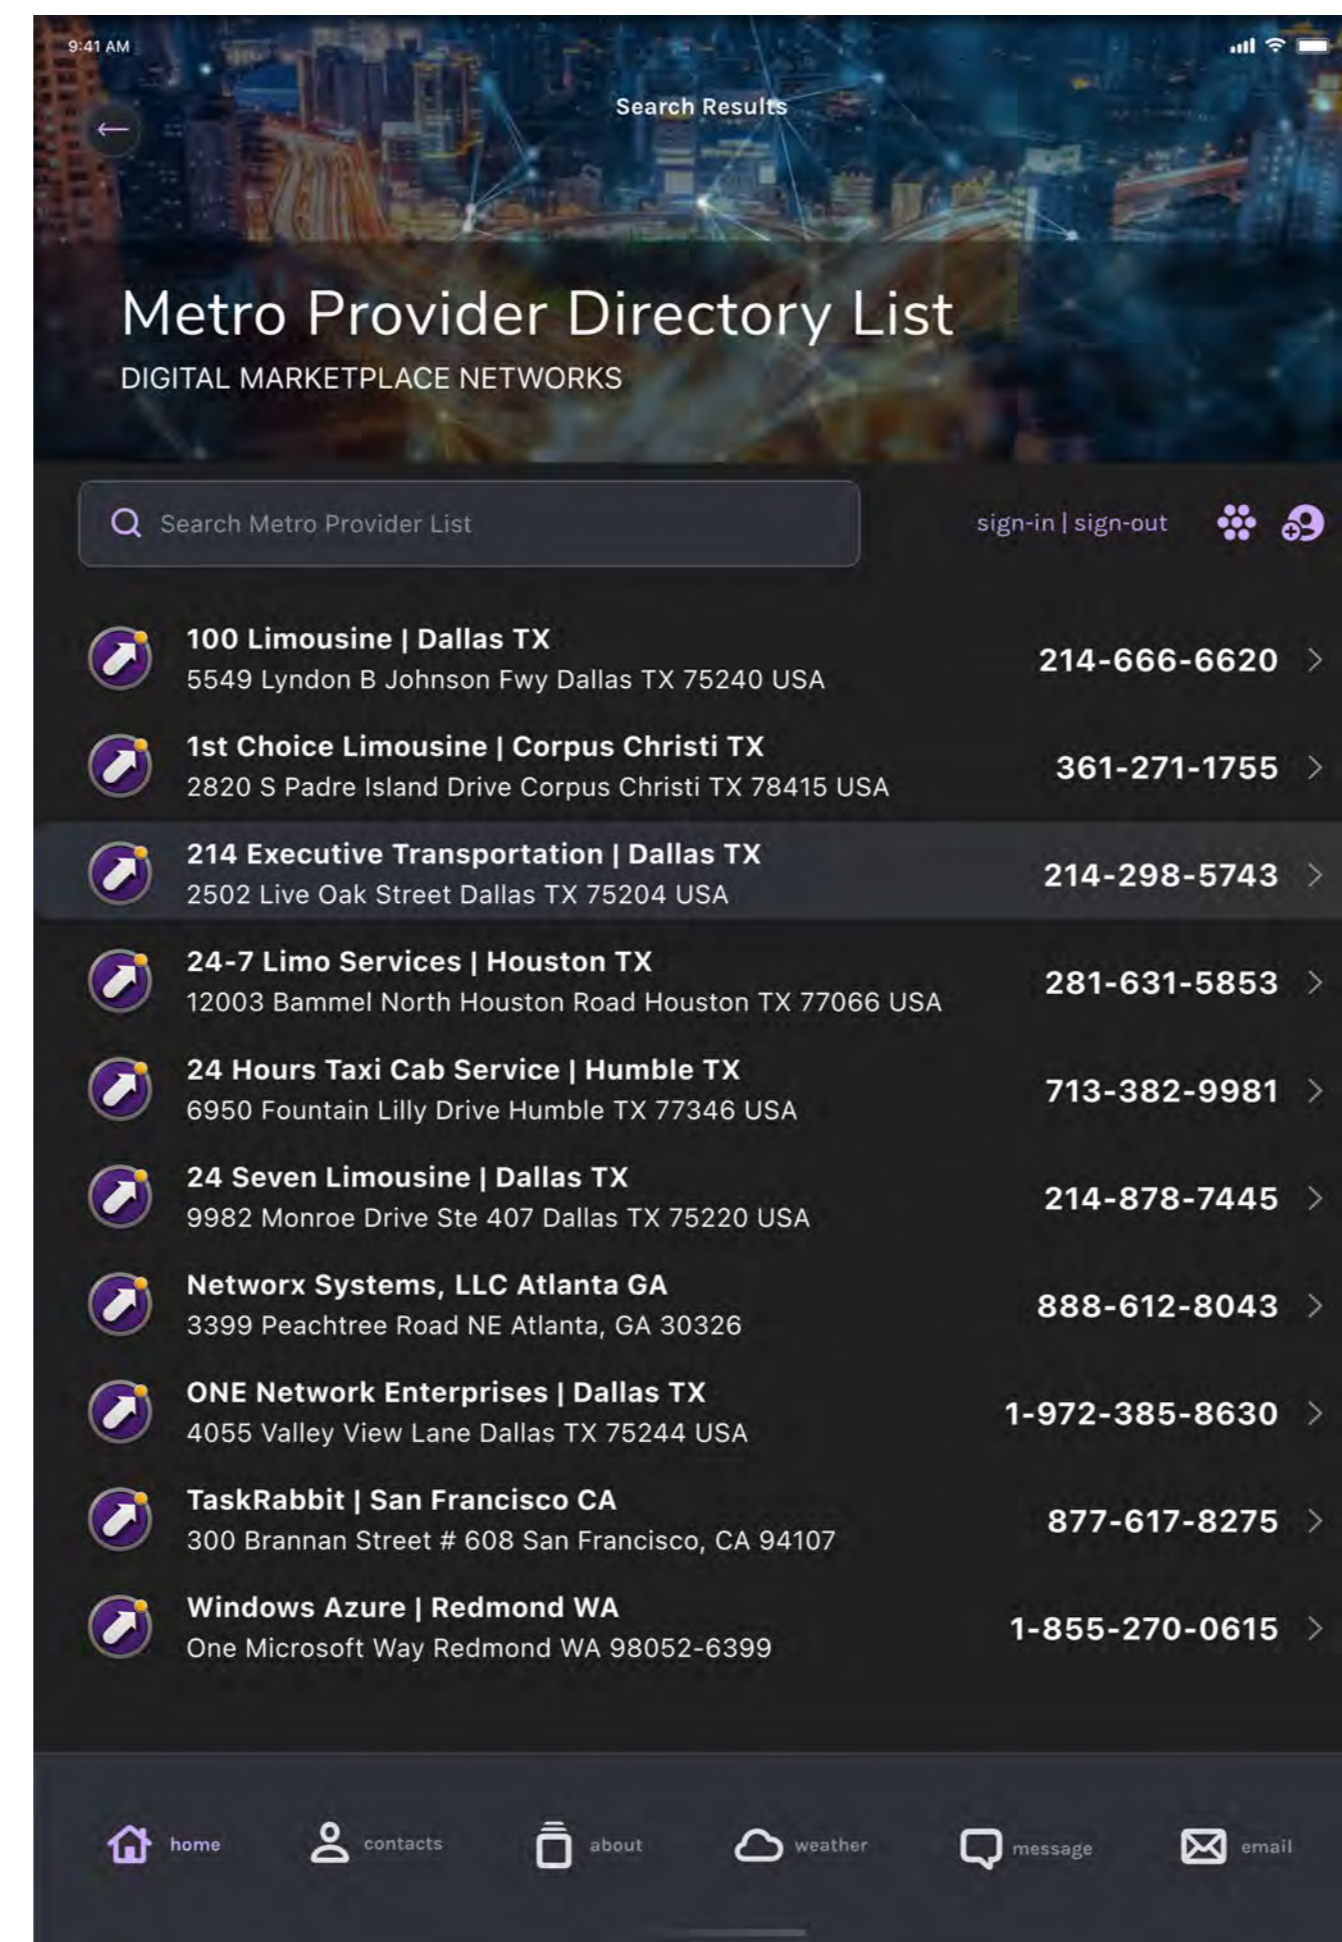 9:41 AM
Search Results
Metro Provider Directory List
DIGITAL MARKETPLACE NETWORKS
Search Metro Provider List
sign-in | sign-out
100 Limousine | Dallas TX
5549 Lyndon B Johnson Fwy Dallas TX 75240 USA
214-666-6620
1st Choice Limousine | Corpus Christi TX
2820 S Padre Island Drive Corpus Christi TX 78415 USA
361-271-1755
214 Executive Transportation | Dallas TX
2502 Live Oak Street Dallas TX 75204 USA
214-298-5743
24-7 Limo Services | Houston TX
12003 Bammel North Houston Road Houston TX 77066 USA
281-631-5853
24 Hours Taxi Cab Service | Humble TX
6950 Fountain Lilly Drive Humble TX 77346 USA
713-382-9981
24 Seven Limousine | Dallas TX
9982 Monroe Drive Ste 407 Dallas TX 75220 USA
214-878-7445
Networx Systems, LLC Atlanta GA
3399 Peachtree Road NE Atlanta, GA 30326
888-612-8043
ONE Network Enterprises | Dallas TX
4055 Valley View Lane Dallas TX 75244 USA
1-972-385-8630
TaskRabbit | San Francisco CA
300 Brannan Street # 608 San Francisco, CA 94107
877-617-8275
Windows Azure | Redmond WA
One Microsoft Way Redmond WA 98052-6399
1-855-270-0615
home
contacts
about
weather
message
email